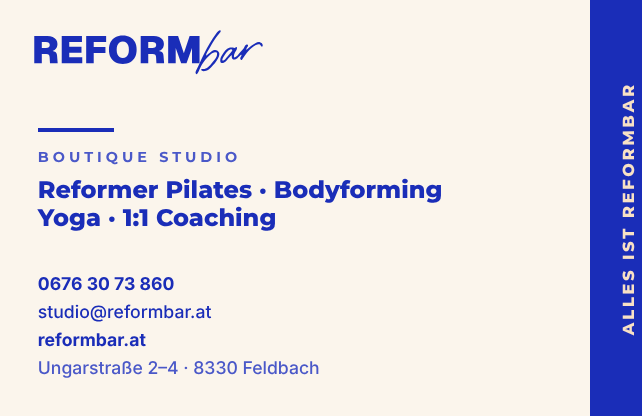 REFORMbar
BOUTIQUE STUDIO
Reformer Pilates · Bodyforming
Yoga · 1:1 Coaching
0676 30 73 860
studio@reformbar.at
reformbar.at
Ungarstraße 2–4 · 8330 Feldbach
ALLES IST REFORMBAR